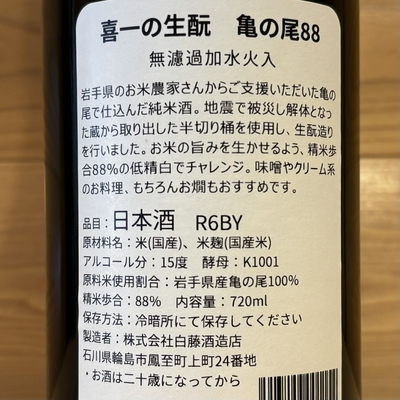 喜一の生酛　亀の尾88
無濾過加水火入
岩手県のお米農家さんからご支援いただいた亀の
尾で仕込んだ純米酒。地震で被災し解体となっ
た蔵から取り出した半切り桶を使用し、生酛造り
を行いました。お米の旨みを生かせるよう、精米歩
合88%の低精白でチャレンジ。味噌やクリーム系
のお料理、もちろんお燗もおすすめです。
品目：日本酒　R6BY
原材料名：米(国産)、米麹(国産米)
アルコール分：15度　酵母：K1001
原料米使用割合：岩手県産亀の尾100%
精米歩合：88%　内容量：720ml
保存方法：冷暗所にて保存してください
製造者：株式会社白藤酒造店
石川県輪島市鳳至町上町24番地
・お酒は二十歳になってから